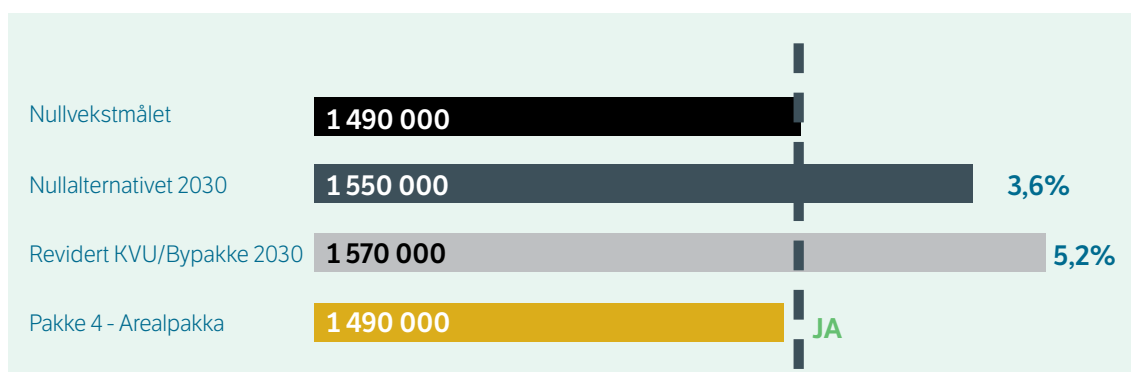 Nullvekstmålet 1 490 000
Nullalternativet 2030 1 550 000 3,6%
Revidert KVU/Bypakke 2030 1 570 000 5,2%
Pakke 4 - Arealpakka 1 490 000 JA